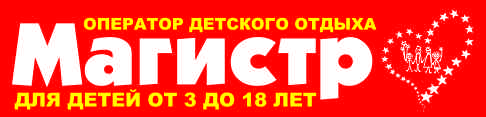 ОПЕРАТОР ДЕТСКОГО ОТДЫХА
Магистр
ДЛЯ ДЕТЕЙ ОТ 3 ДО 18 ЛЕТ